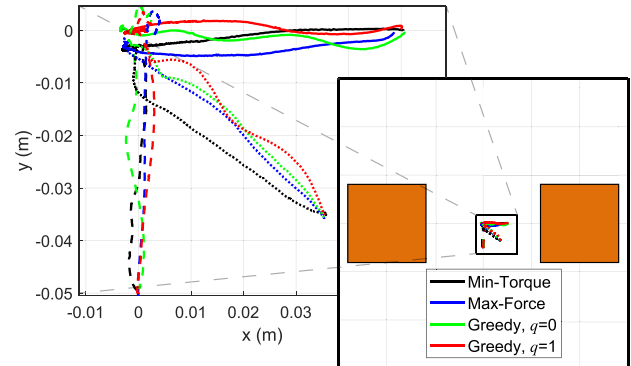 0
-0.01
-0.02
-0.03
-0.04
-0.05
y (m)
-0.01
0
0.01
0.02
0.03
x (m)
Min-Torque
Max-Force
Greedy, q=0
Greedy, q=1